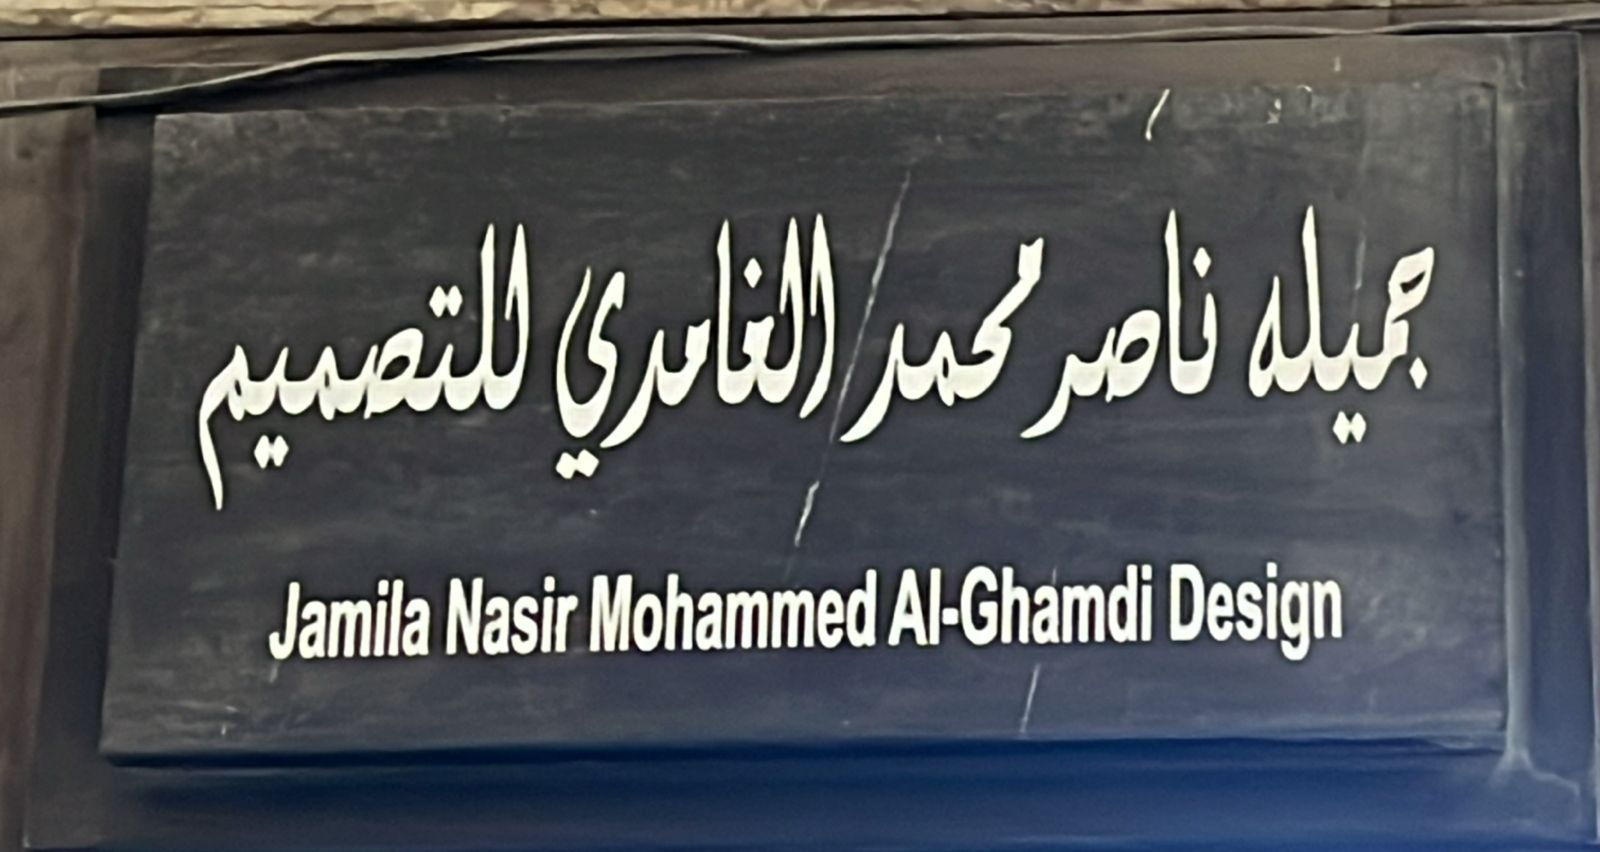 جميله ناصر محمد الغامدي للتصميم
Jamila Nasir Mohammed Al-Ghamdi Design